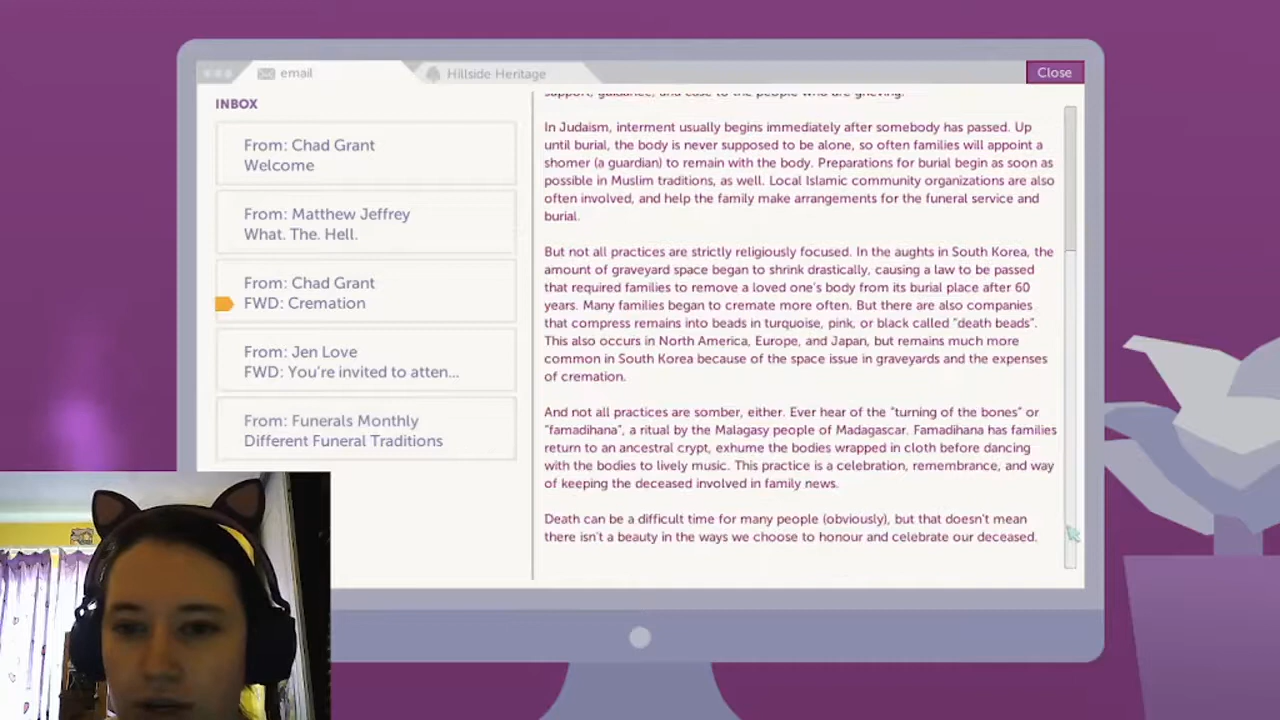 email
Hillside Heritage
Close
INBOX
From: Chad Grant
Welcome
From: Matthew Jeffrey
What. The. Hell.
From: Chad Grant
FWD: Cremation
From: Jen Love
FWD: You're invited to atten...
From: Funerals Monthly
Different Funeral Traditions
support, guidance, and ease to the people who are grieving.
In Judaism, interment usually begins immediately after somebody has passed. Up
until burial, the body is never supposed to be alone, so often families will appoint a
shomer (a guardian) to remain with the body. Preparations for burial begin as soon as
possible in Muslim traditions, as well. Local Islamic community organizations are also
often involved, and help the family make arrangements for the funeral service and
burial.
But not all practices are strictly religiously focused. In the aughts in South Korea, the
amount of graveyard space began to shrink drastically, causing a law to be passed
that required families to remove a loved one's body from its burial place after 60
years. Many families began to cremate more often. But there are also companies
that compress remains into beads in turquoise, pink, or black called "death beads".
This also occurs in North America, Europe, and Japan, but remains much more
common in South Korea because of the space issue in graveyards and the expenses
of cremation.
And not all practices are somber, either. Ever hear of the "turning of the bones" or
"famadihana", a ritual by the Malagasy people of Madagascar. Famadihana has families
return to an ancestral crypt, exhume the bodies wrapped in cloth before dancing
with the bodies to lively music. This practice is a celebration, remembrance, and way
of keeping the deceased involved in family news.
Death can be a difficult time for many people (obviously), but that doesn't mean
there isn't a beauty in the ways we choose to honour and celebrate our deceased.